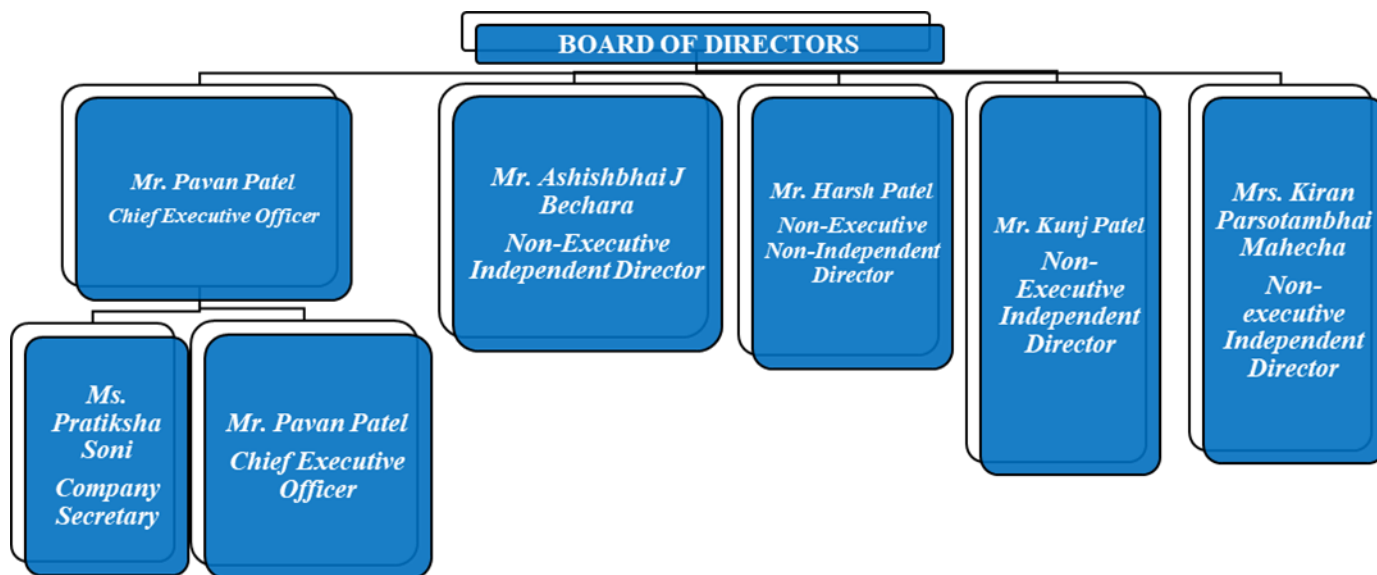 BOARD OF DIRECTORS
Mr. Pavan Patel
Chief Executive Officer
Mr. Ashishbhai J
Bechara
Non-Executive
Independent Director
Mr. Harsh Patel
Non-Executive
Non-Independent
Director
Mr. Kunj Patel
Non-
Executive
Independent
Director
Mrs. Kiran
Parsotambhai
Mahecha
Non-
executive
Independent
Director
Ms.
Pratiksha
Soni
Company
Secretary
Mr. Pavan Patel
Chief Executive
Officer